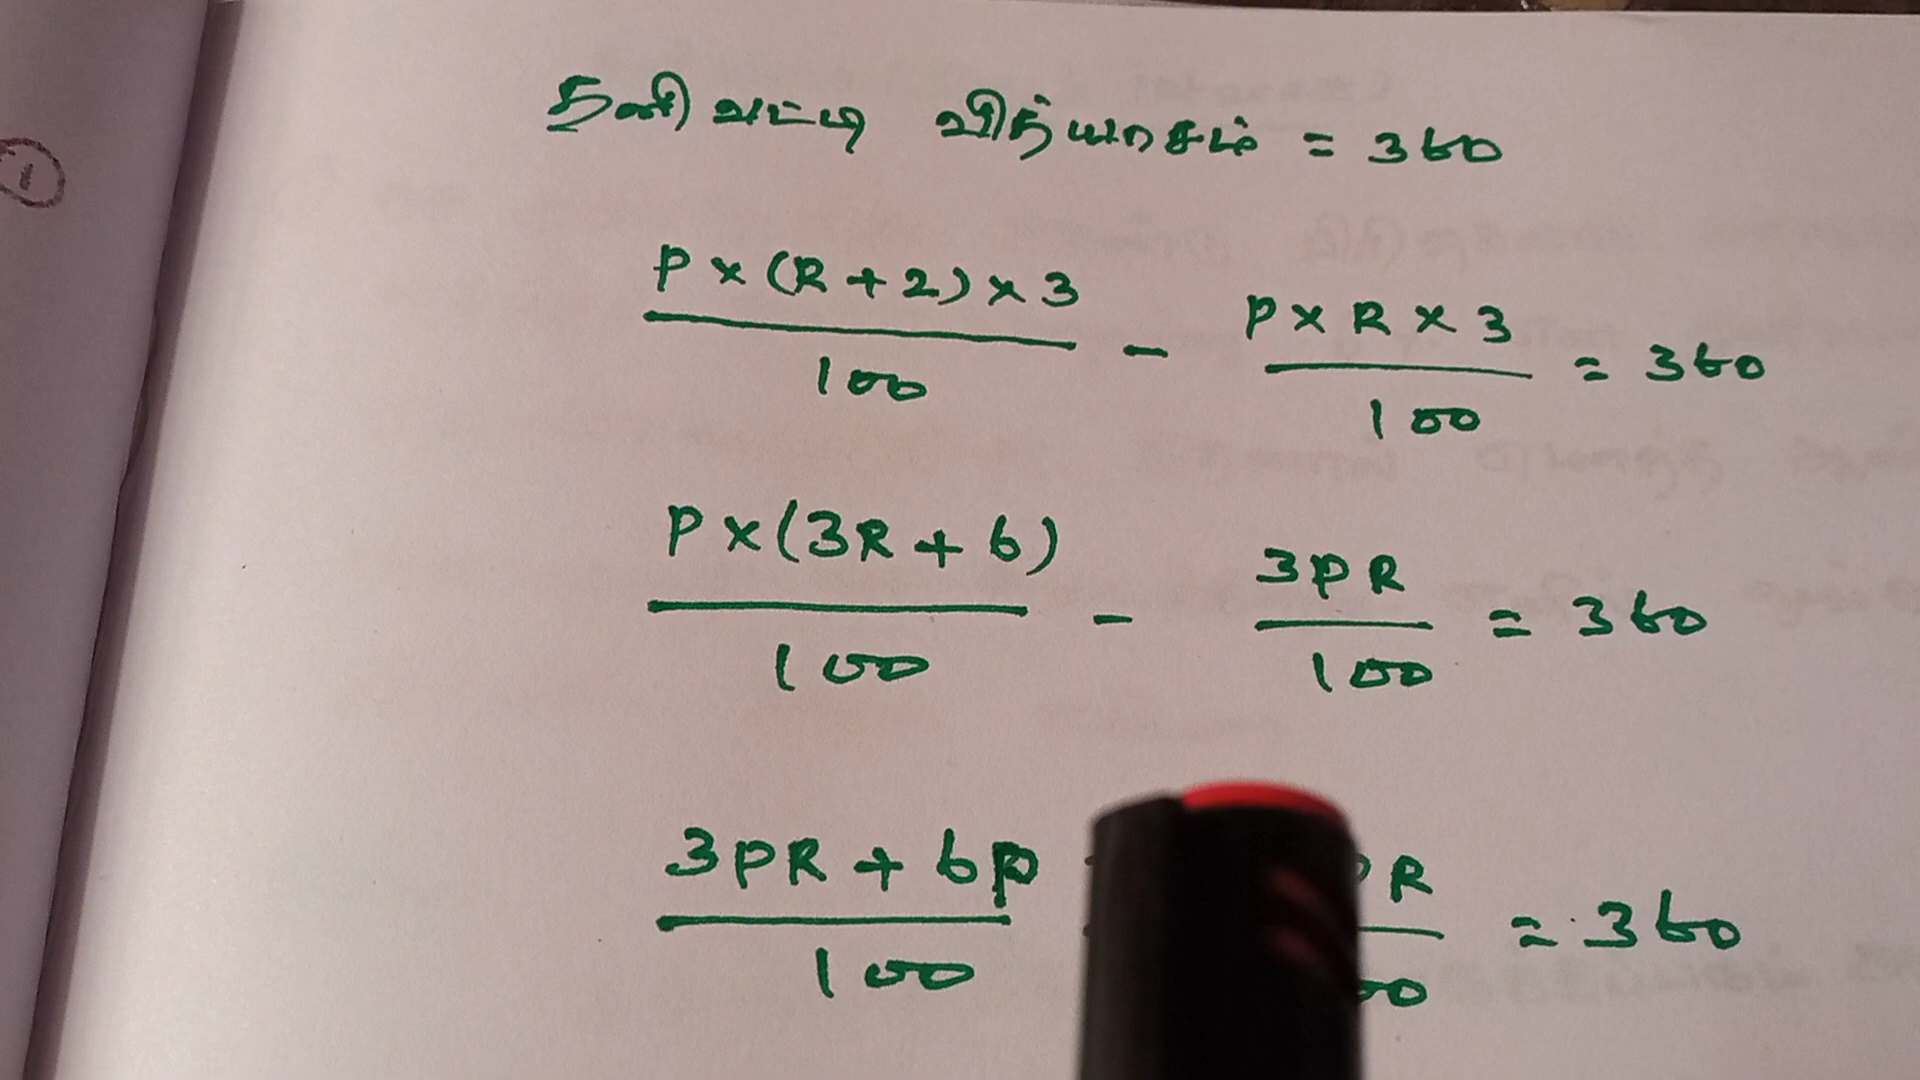 ①
தனி வட்டி வித்யாசம் = 360
P × (R + 2) × 3 / 100 - P × R × 3 / 100 = 360
P × (3R + 6) / 100 - 3PR / 100 = 360
3PR + 6P / 100 R = 360